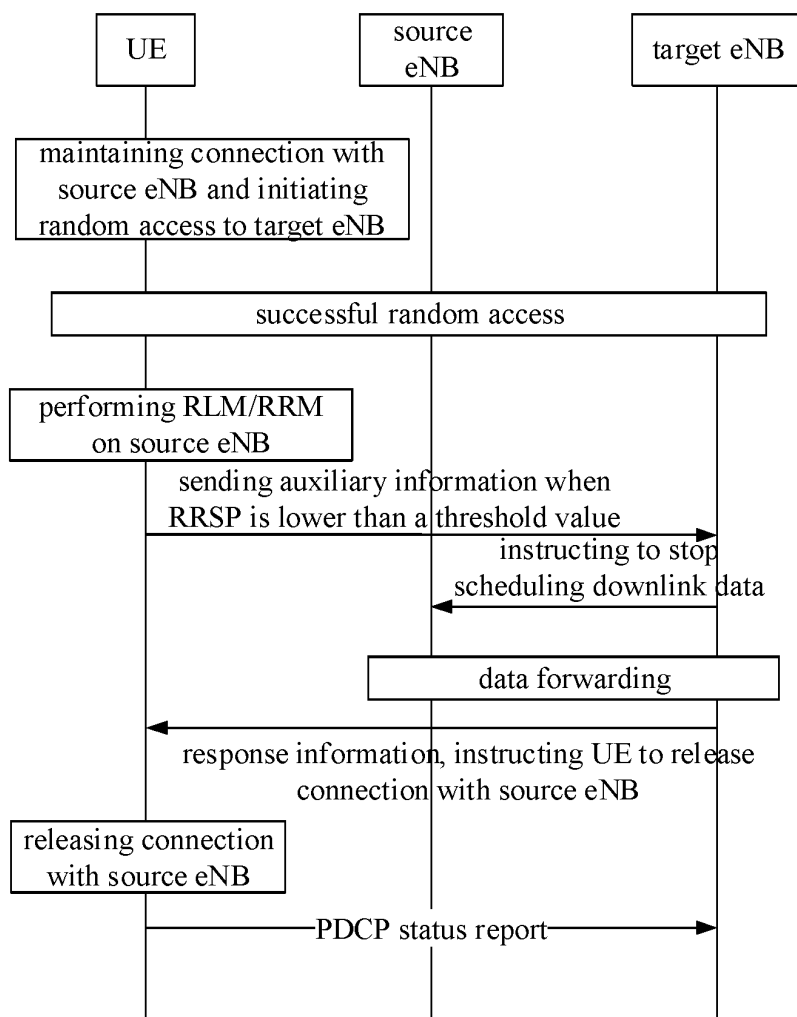 UE
source
eNB
target eNB
maintaining connection with
source eNB and initiating
random access to target eNB
successful random access
performing RLM/RRM
on source eNB
sending auxiliary information when
RRSP is lower than a threshold value
instructing to stop
scheduling downlink data
data forwarding
response information, instructing UE to release
connection with source eNB
releasing connection
with source eNB
PDCP status report